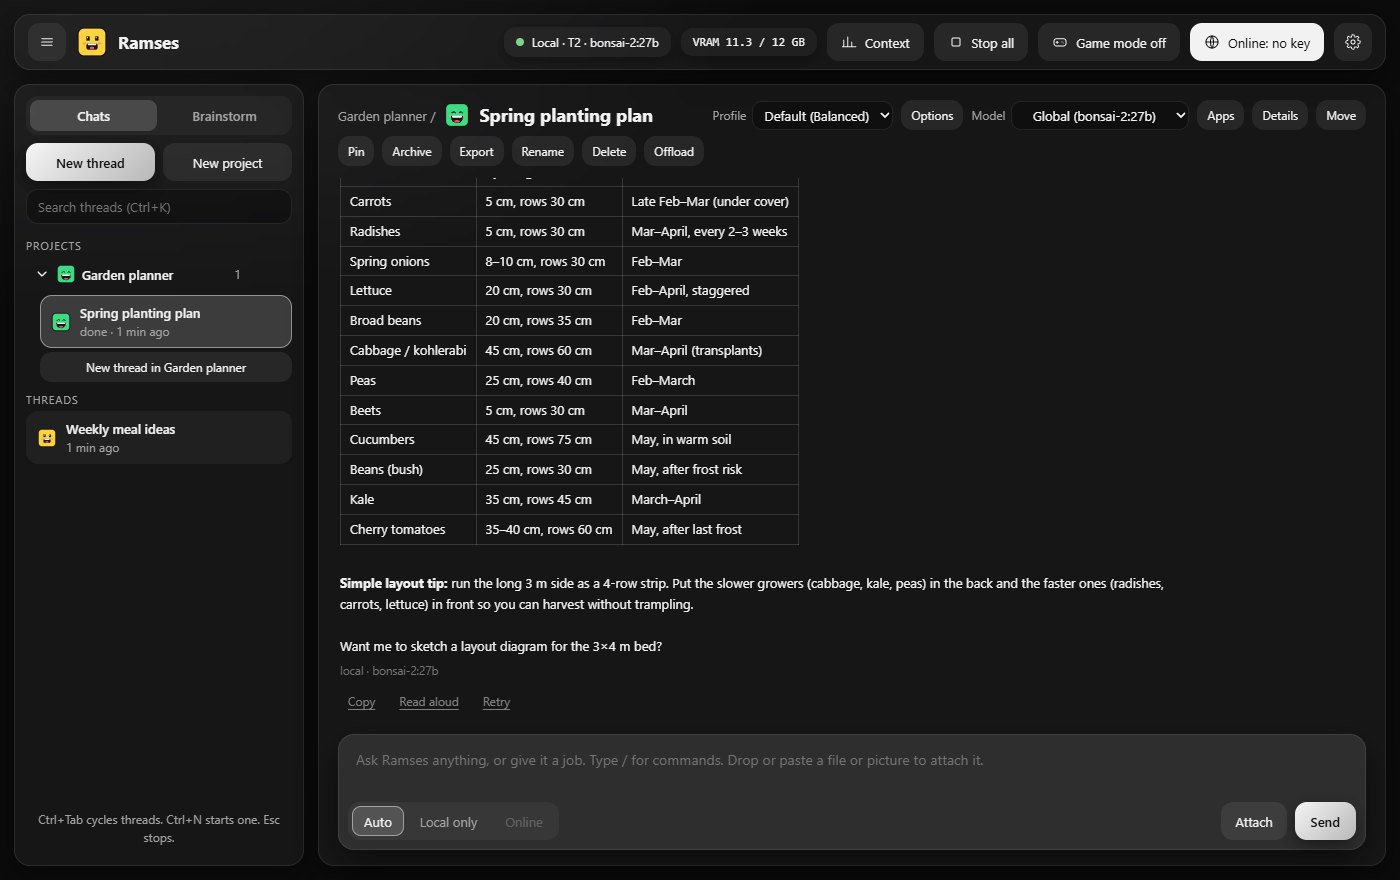 Ramses
Local · T2 · bonsai-2:27b
VRAM 11.3 / 12 GB
Context
Stop all
Game mode off
Online: no key
Chats
Brainstorm
New thread
New project
Search threads (Ctrl+K)
PROJECTS
Garden planner 1
Spring planting plan
done · 1 min ago
New thread in Garden planner
THREADS
Weekly meal ideas
1 min ago
Ctrl+Tab cycles threads. Ctrl+N starts one. Esc
stops.
Garden planner / Spring planting plan
Profile Default (Balanced) Options Model Global (bonsai-2:27b) Apps Details Move
Pin Archive Export Rename Delete Offload
Carrots 5 cm, rows 30 cm Late Feb–Mar (under cover)
Radishes 5 cm, rows 30 cm Mar–April, every 2–3 weeks
Spring onions 8–10 cm, rows 30 cm Feb–Mar
Lettuce 20 cm, rows 30 cm Feb–April, staggered
Broad beans 20 cm, rows 35 cm Feb–Mar
Cabbage / kohlerabi 45 cm, rows 60 cm Mar–April (transplants)
Peas 25 cm, rows 40 cm Feb–March
Beets 5 cm, rows 30 cm Mar–April
Cucumbers 45 cm, rows 75 cm May, in warm soil
Beans (bush) 25 cm, rows 30 cm May, after frost risk
Kale 35 cm, rows 45 cm March–April
Cherry tomatoes 35–40 cm, rows 60 cm May, after last frost
Simple layout tip: run the long 3 m side as a 4-row strip. Put the slower growers (cabbage, kale, peas) in the back and the faster ones (radishes,
carrots, lettuce) in front so you can harvest without trampling.
Want me to sketch a layout diagram for the 3×4 m bed?
local · bonsai-2:27b
Copy Read aloud Retry
Ask Ramses anything, or give it a job. Type / for commands. Drop or paste a file or picture to attach it.
Auto Local only Online
Attach Send